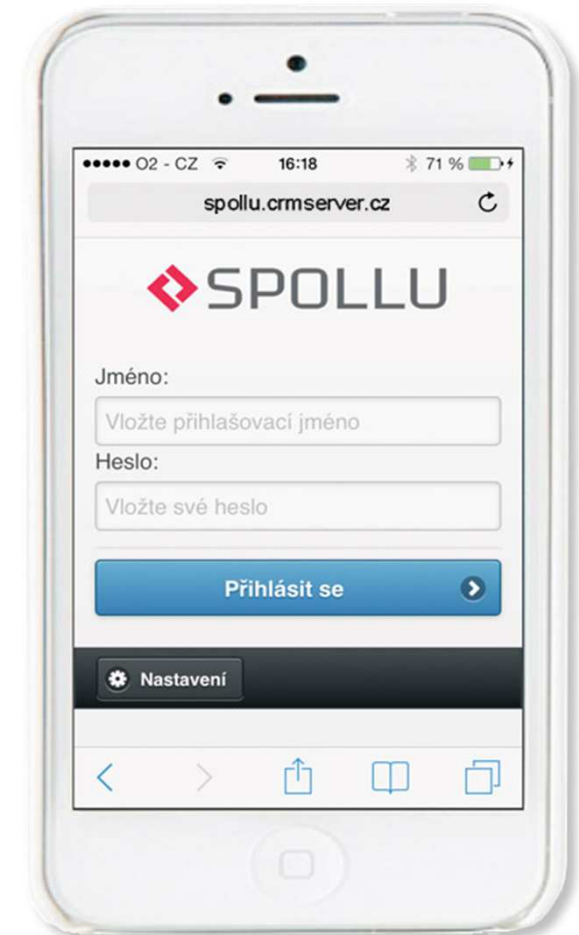 O2 - CZ 16:18 71 %
spollu.crmserver.cz
SPOLLU
Jméno:
Vložte přihlašovací jméno
Heslo:
Vložte své heslo
Přihlásit se
Nastavení